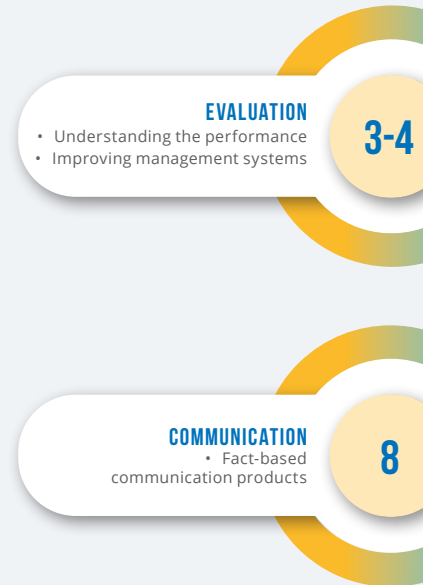 EVALUATION
• Understanding the performance
• Improving management systems
3-4
COMMUNICATION
• Fact-based
communication products
8